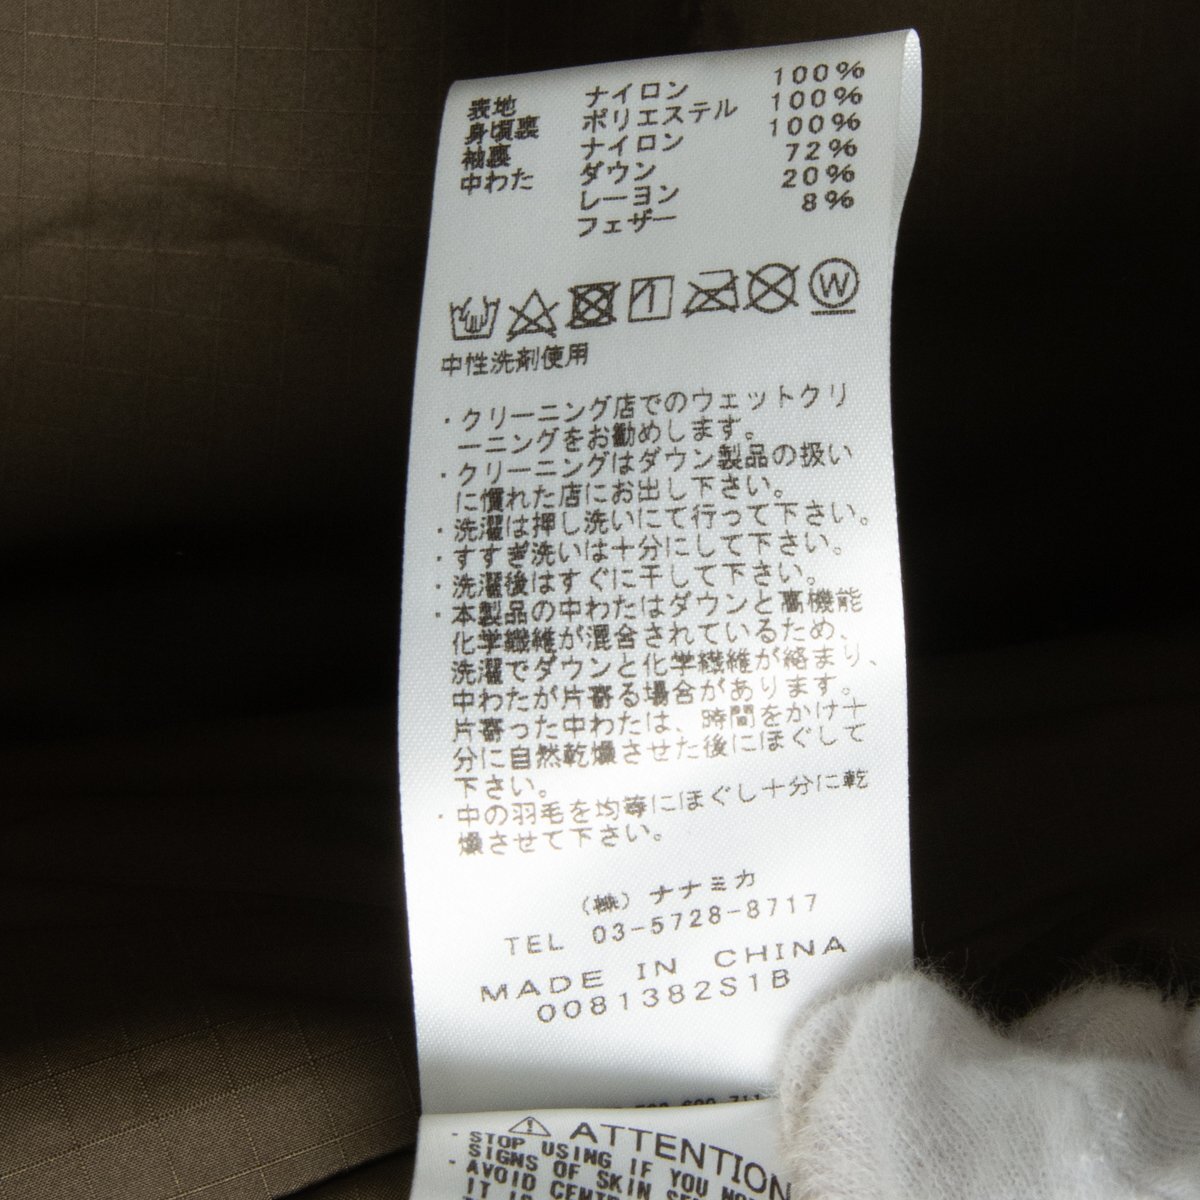 表地 ナイロン 100%
身頃裏 ポリエステル 100%
袖裏 ナイロン 100%
中わた ダウン 72%
レーヨン 20%
フェザー 8%
W
中性洗剤使用
・クリーニング店でのウェットクリ
ーニングをお勧めします。
・クリーニングはダウン製品の扱い
に慣れた店にお出し下さい。
・洗濯は押し洗いにて行って下さい。
・すすぎ洗いは十分にして下さい。
・洗濯後はすぐに干して下さい。
・本製品の中わたはダウンと高機能
化学繊維が混合されているため、
洗濯でダウンと化学繊維が絡まり、
中わたが片寄る場合があります。
片寄った中わたは、時間をかけ十
分に自然乾燥させた後にほぐして
下さい。
・中の羽毛を均等にほぐし十分に乾
燥させて下さい。
(株) ナナミカ
TEL 03-5728-8717
MADE IN CHINA
0081382S1B
ATTENTION
- STOP USING IF YOU
SIGNS OF SKIN
- AVOID
IT